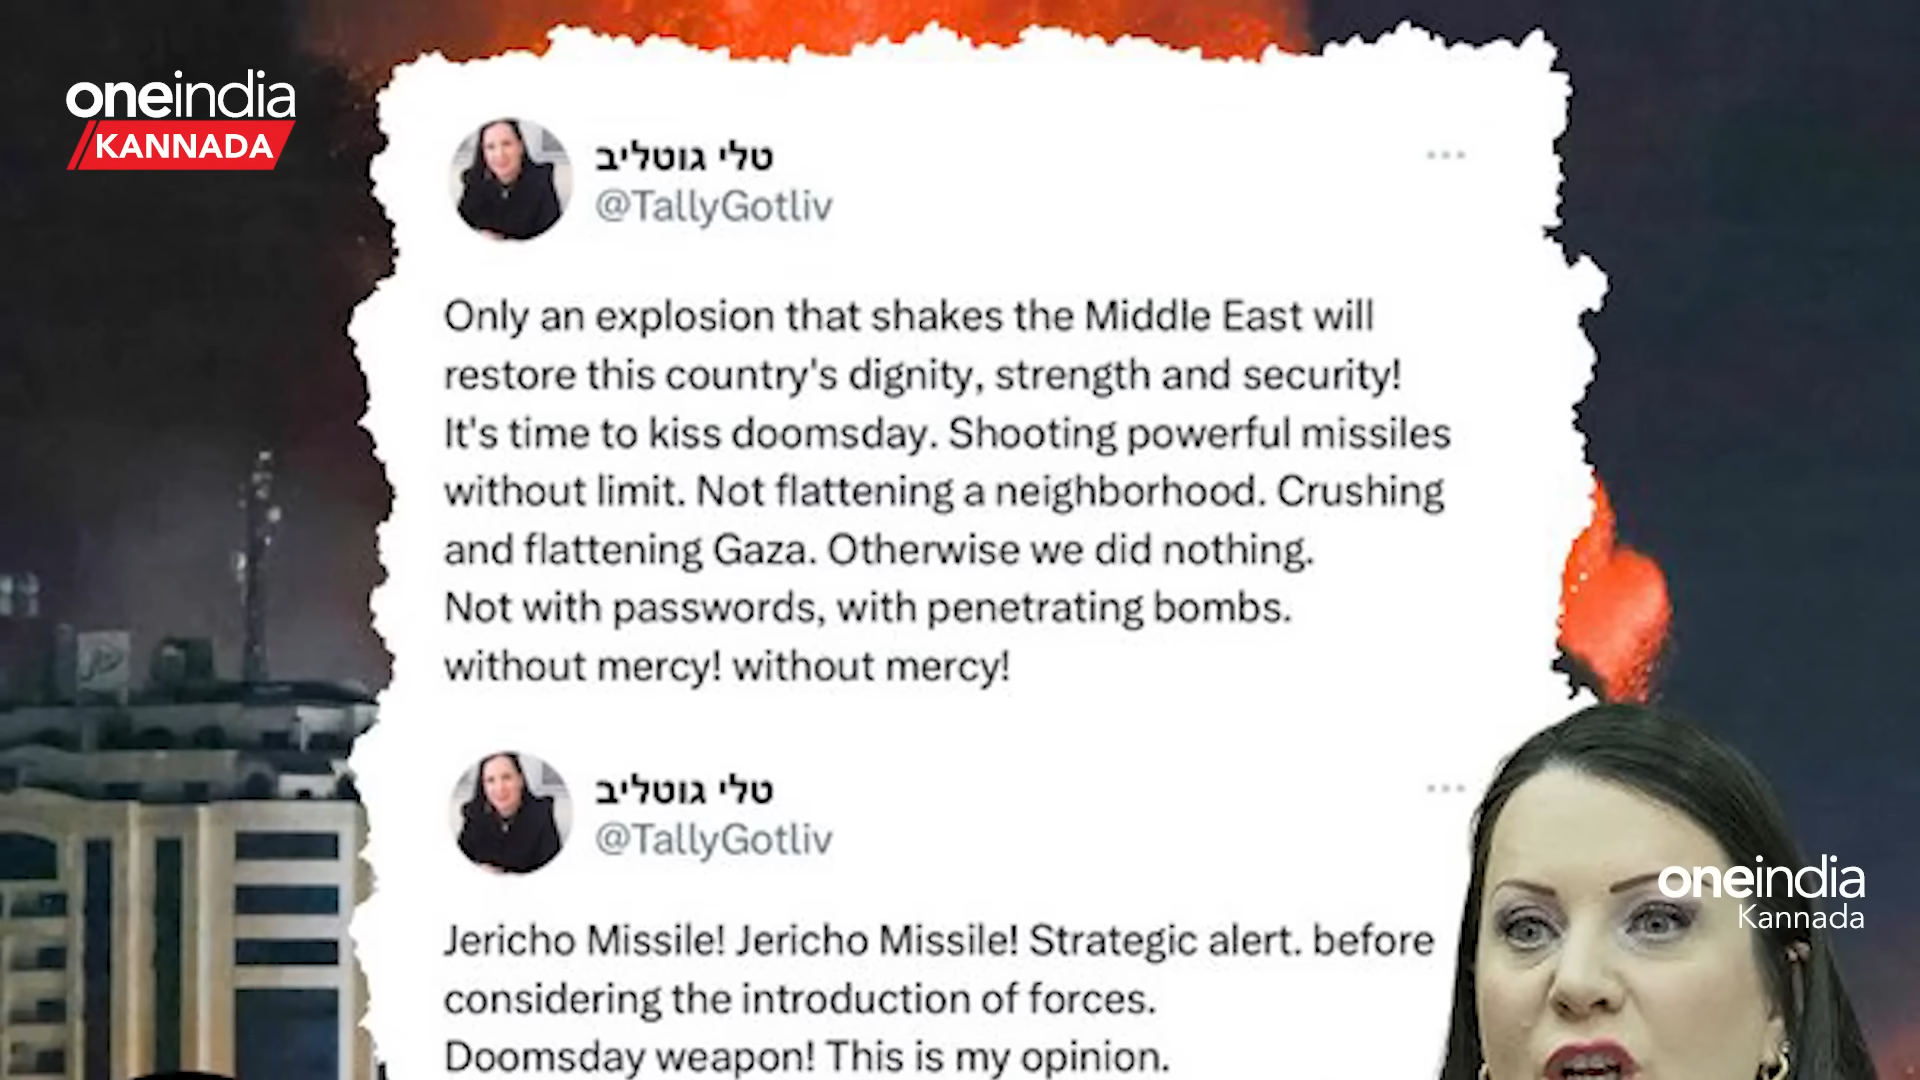 oneindia
KANNADA
טלי גוטליב
@TallyGotliv
Only an explosion that shakes the Middle East will
restore this country's dignity, strength and security!
It's time to kiss doomsday. Shooting powerful missiles
without limit. Not flattening a neighborhood. Crushing
and flattening Gaza. Otherwise we did nothing.
Not with passwords, with penetrating bombs.
without mercy! without mercy!
טלי גוטליב
@TallyGotliv
Jericho Missile! Jericho Missile! Strategic alert. before
considering the introduction of forces.
Doomsday weapon! This is my opinion.
oneindia
Kannada